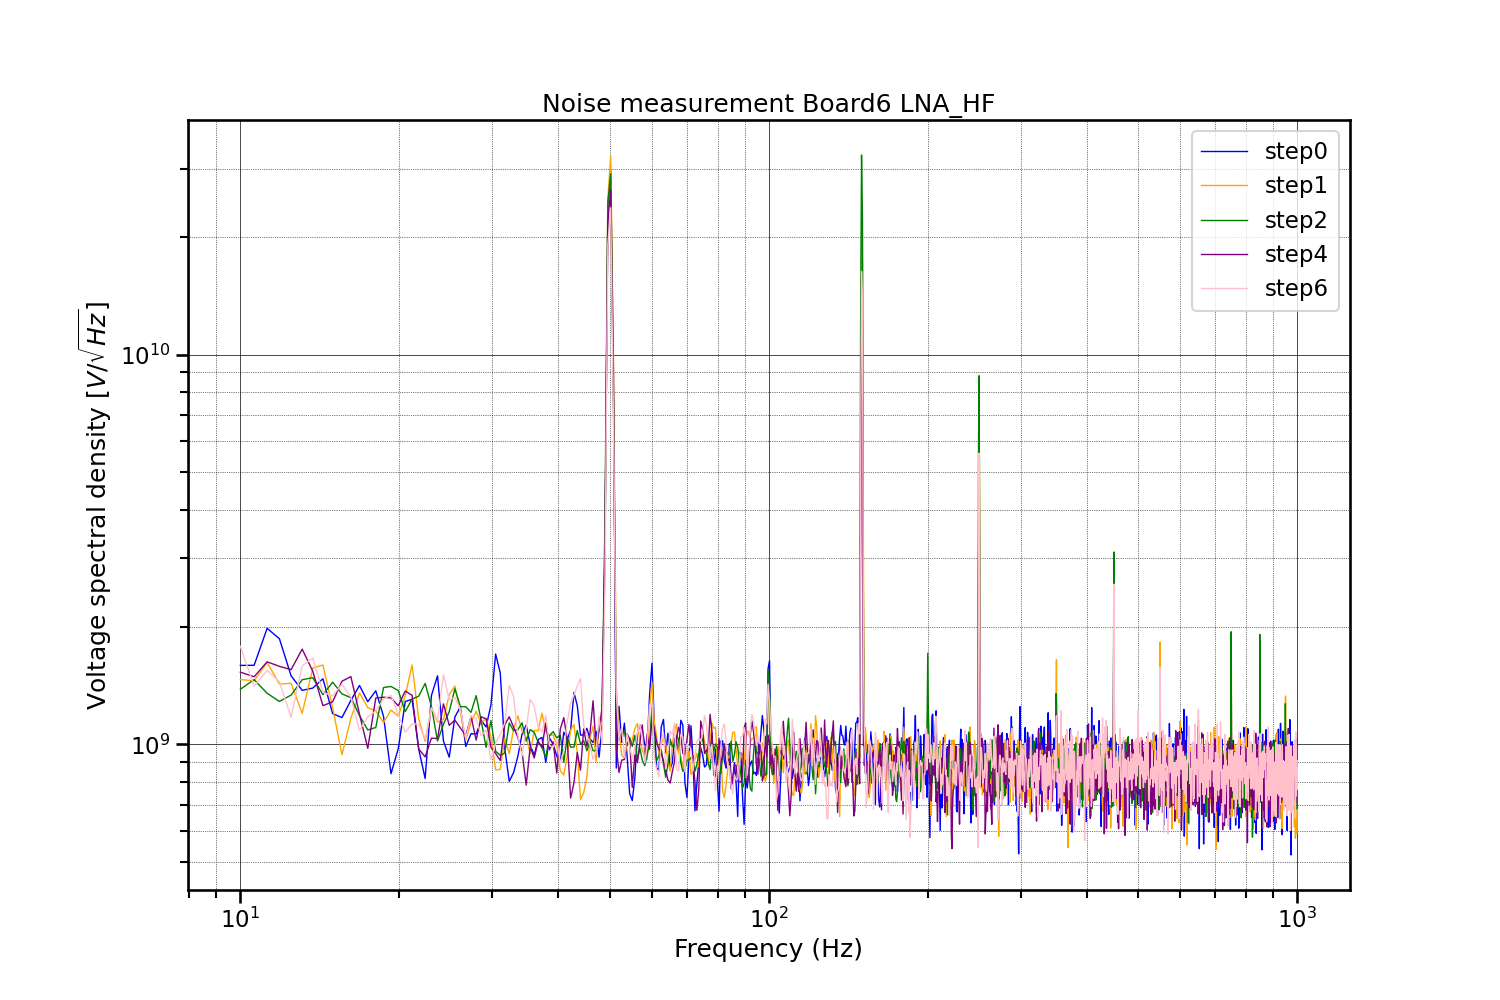 Noise measurement Board6 LNA_HF
step0
step1
step2
step4
step6
Voltage spectral density [V/√Hz]
10¹⁰
10⁹
10¹
10²
10³
Frequency (Hz)